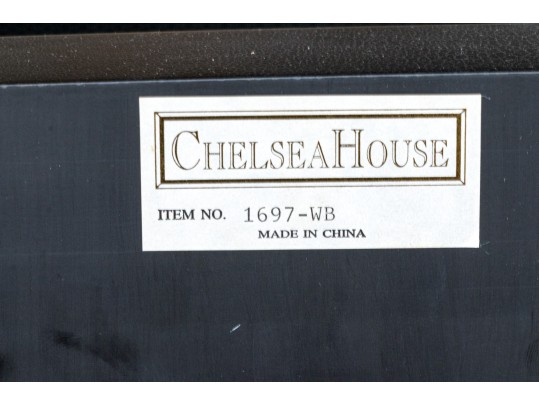 CHELSEAHOUSE
ITEM NO. 1697-WB
MADE IN CHINA